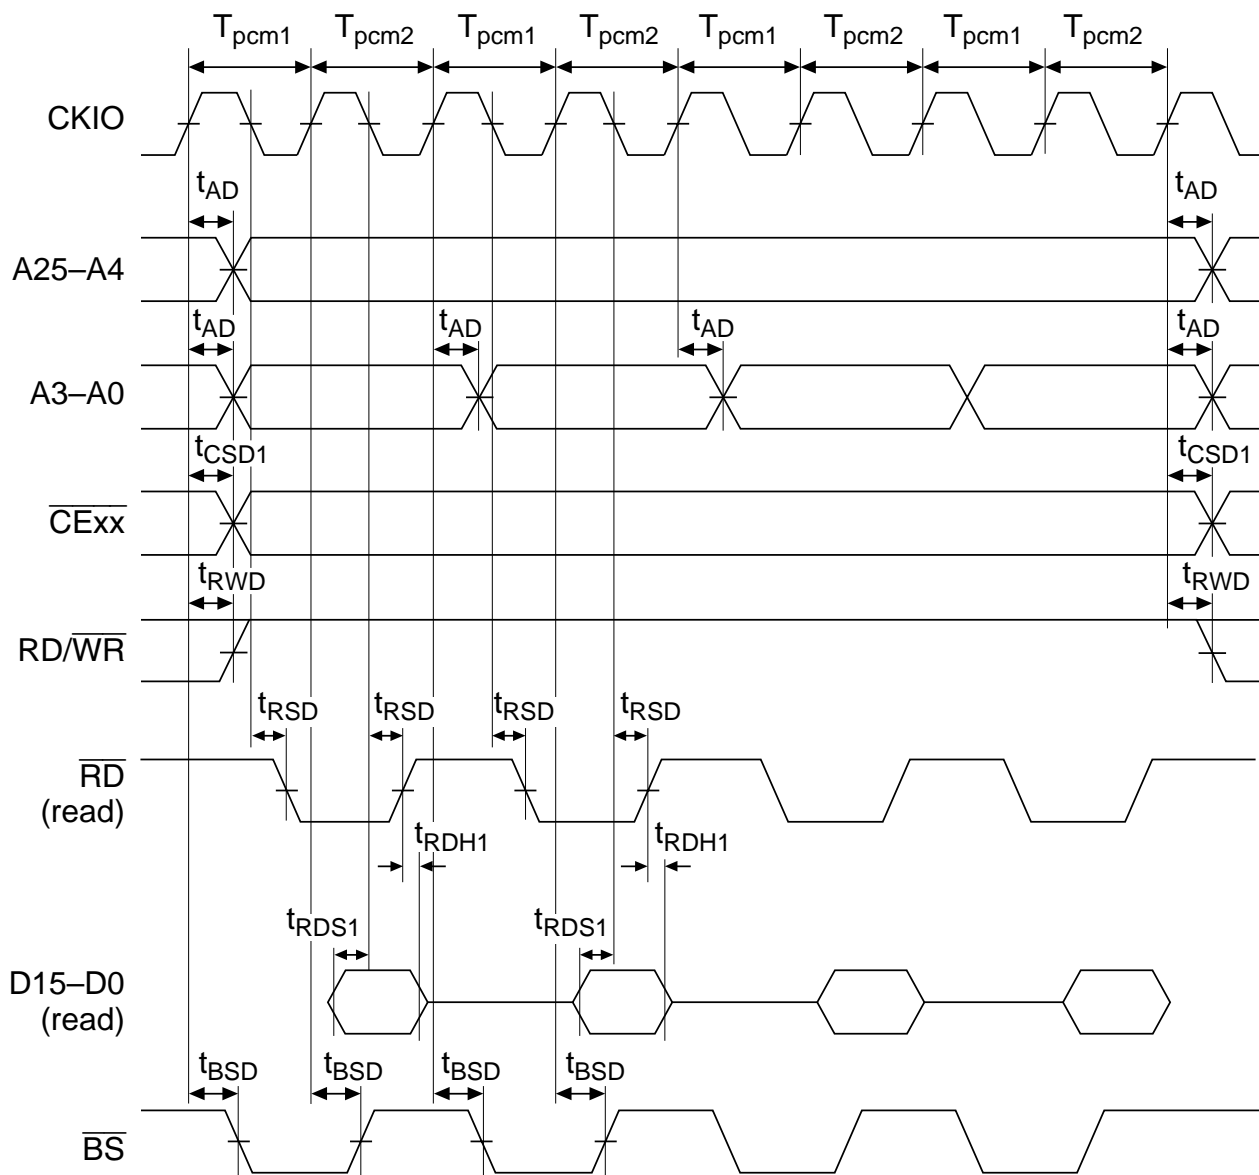 Tpcm1 Tpcm2 Tpcm1 Tpcm2 Tpcm1 Tpcm2 Tpcm1 Tpcm2
CKIO
tAD tAD
A25–A4
tAD tAD tAD tAD
A3–A0
tCSD1 tCSD1
CExx
tRWD tRWD
RD/WR
tRSD tRSD tRSD tRSD
RD
(read)
tRDH1 tRDH1
tRDS1 tRDS1
D15–D0
(read)
tBSD tBSD tBSD tBSD
BS